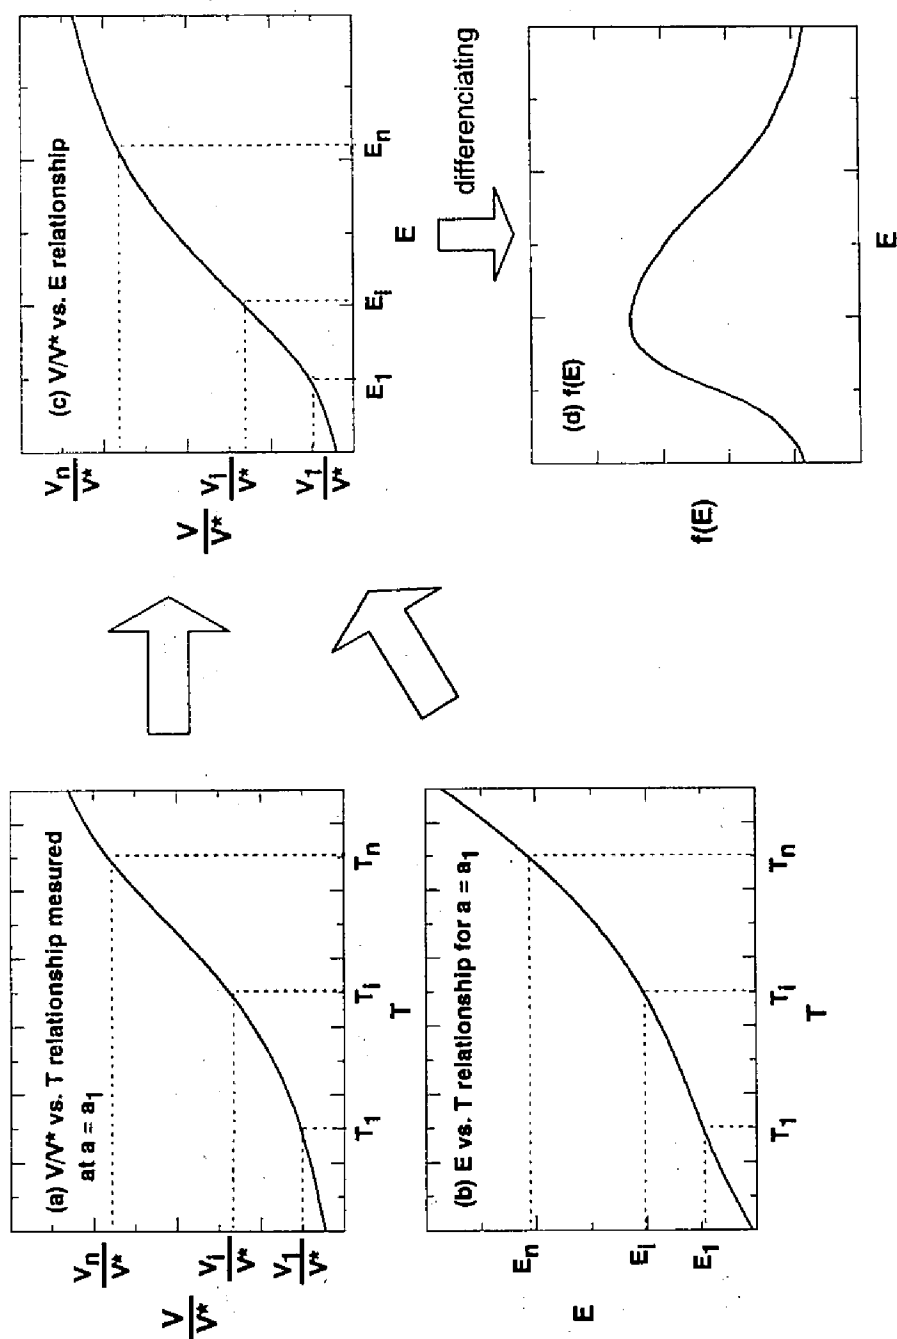 (a) V/V* vs. T relationship mesured
at a = a₁
Vₙ
V*
Vᵢ
V*
V₁
V*
V
V*
T₁
Tᵢ
Tₙ
T
(b) E vs. T relationship for a = a₁
Eₙ
Eᵢ
E₁
E
T₁
Tᵢ
Tₙ
T
(c) V/V* vs. E relationship
Vₙ
V*
Vᵢ
V*
V₁
V*
V
V*
E₁
Eᵢ
Eₙ
E
differenciating
(d) f(E)
f(E)
E